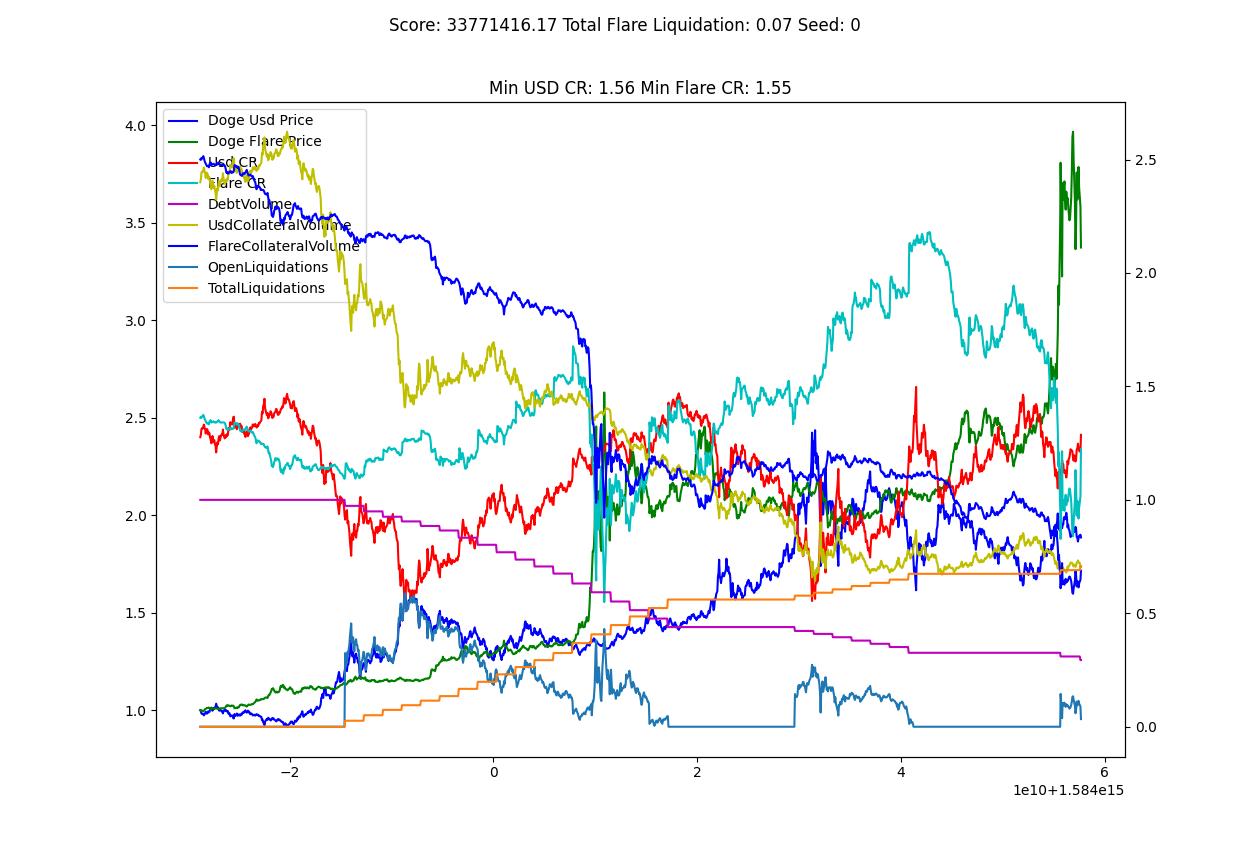 Score: 33771416.17 Total Flare Liquidation: 0.07 Seed: 0
Min USD CR: 1.56 Min Flare CR: 1.55
Doge Usd Price
Doge Flare Price
Usd CR
Flare CR
DebtVolume
UsdCollateralVolume
FlareCollateralVolume
OpenLiquidations
TotalLiquidations
4.0
3.5
3.0
2.5
2.0
1.5
1.0
2.5
2.0
1.5
1.0
0.5
0.0
−2
0
2
4
6
1e10+1.584e15